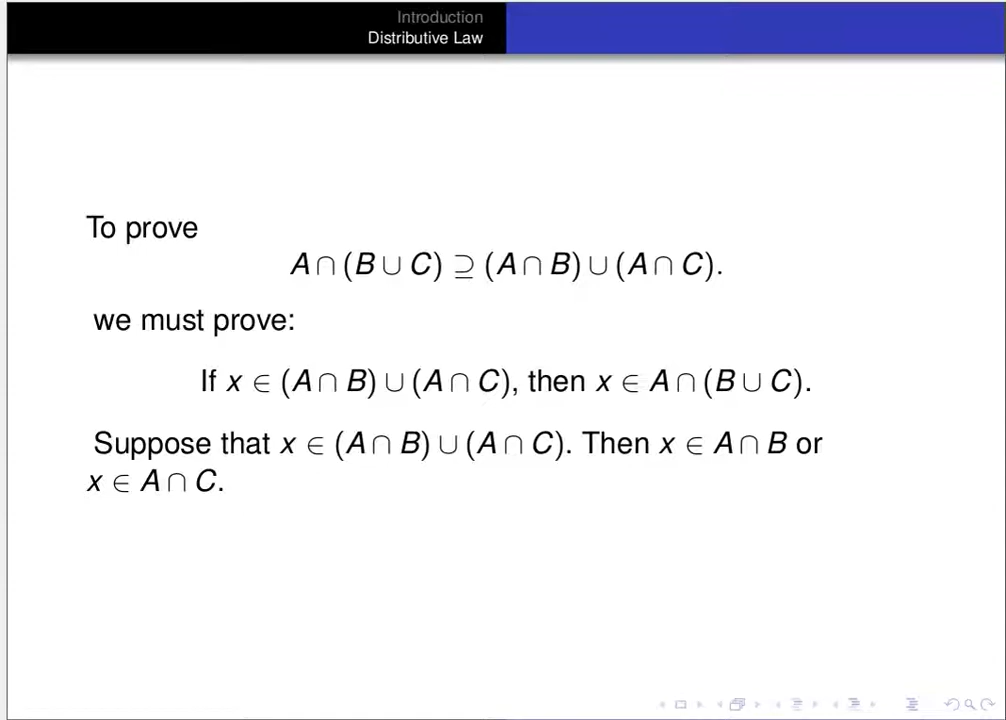 Introduction
Distributive Law
To prove
A ∩ (B ∪ C) ⊇ (A ∩ B) ∪ (A ∩ C).
we must prove:
If x ∈ (A ∩ B) ∪ (A ∩ C), then x ∈ A ∩ (B ∪ C).
Suppose that x ∈ (A ∩ B) ∪ (A ∩ C). Then x ∈ A ∩ B or
x ∈ A ∩ C.